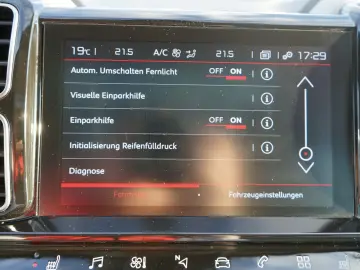 19°C 21.5 A/C 21.5 17:29
Autom. Umschalten Fernlicht OFF ON
Visuelle Einparkhilfe
Einparkhilfe OFF ON
Initialisierung Reifenfülldruck
Diagnose
Fahrzeugeinstellungen
N